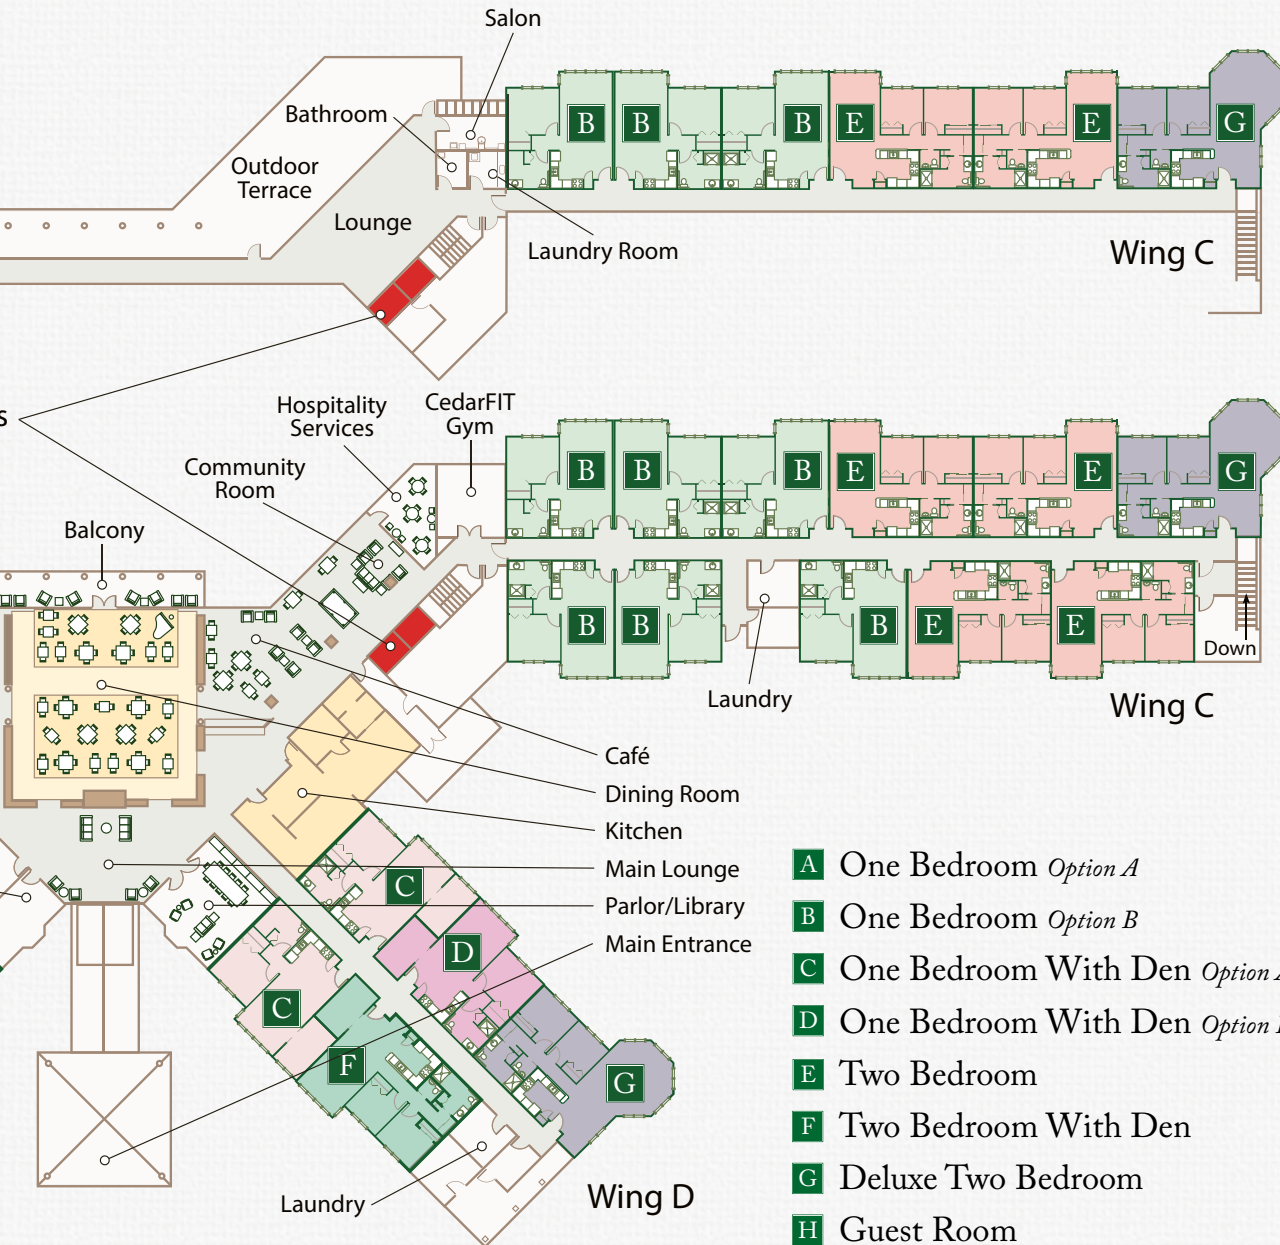 Salon
Bathroom
Outdoor
Terrace
Lounge
Laundry Room
B
B
B
E
E
G
Wing C
s
Hospitality
Services
CedarFIT
Gym
Community
Room
Balcony
B
B
B
E
E
G
B
B
B
E
E
Down
Laundry
Wing C
Café
Dining Room
Kitchen
Main Lounge
Parlor/Library
Main Entrance
C
D
C
F
G
Laundry
Wing D
A One Bedroom Option A
B One Bedroom Option B
C One Bedroom With Den Option
D One Bedroom With Den Option
E Two Bedroom
F Two Bedroom With Den
G Deluxe Two Bedroom
H Guest Room